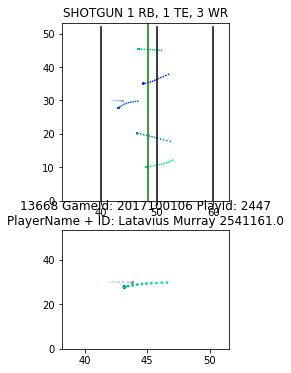 SHOTGUN 1 RB, 1 TE, 3 WR
50
40
30
20
10
0
40 50 60
13668 GameId: 2017100106 PlayId: 2447
PlayerName + ID: Latavius Murray 2541161.0
40
20
0
40 45 50